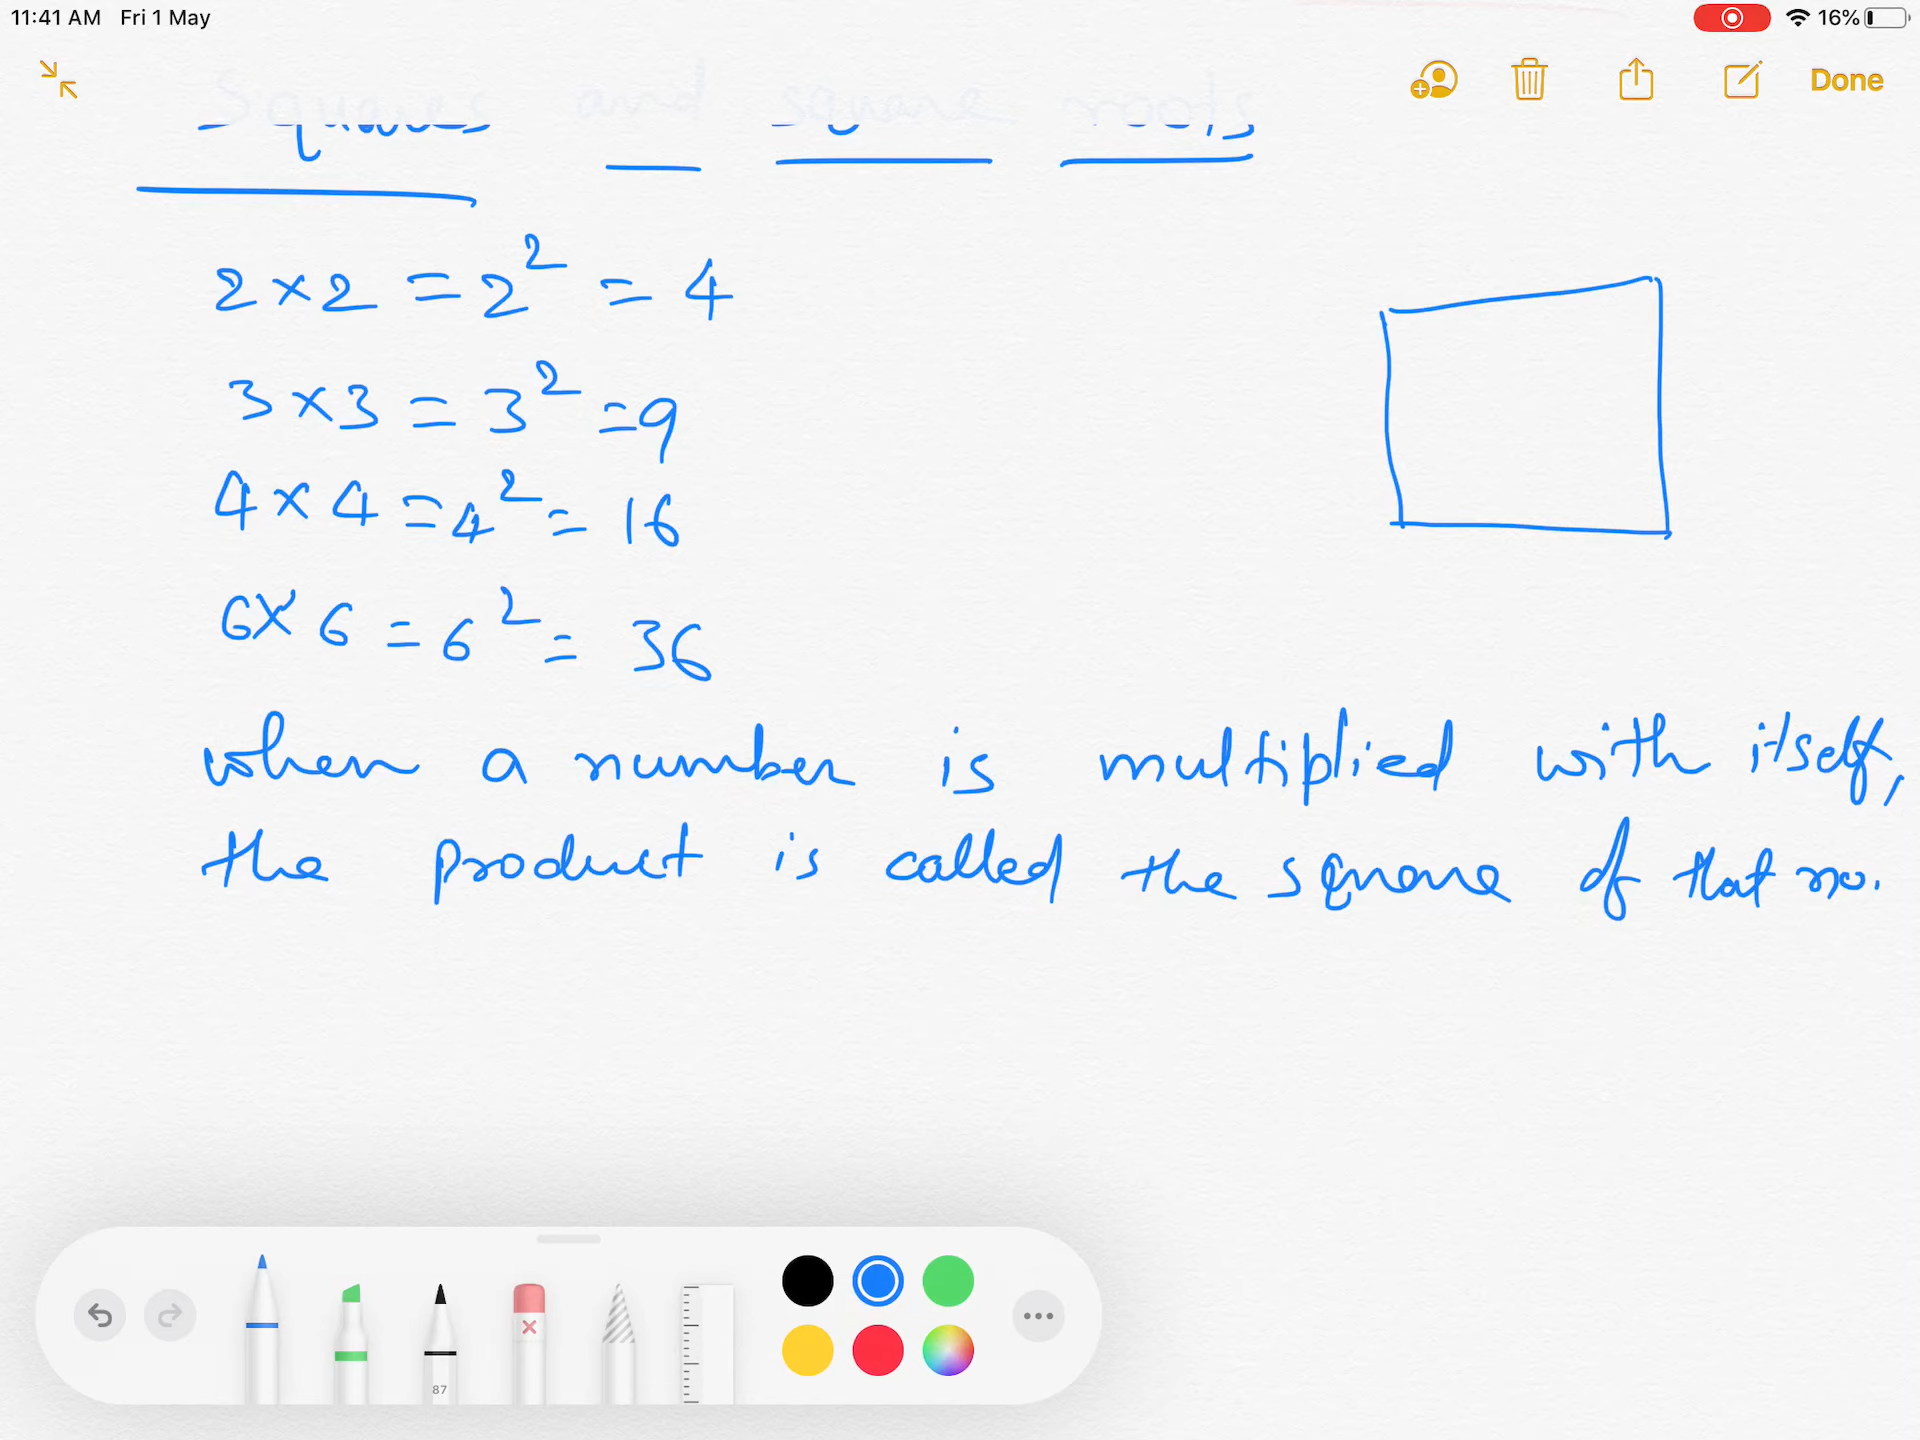 11:41 AM Fri 1 May 16%
Done
Squares and square roots
2 × 2 = 2² = 4
3 × 3 = 3² = 9
4 × 4 = 4² = 16
6 × 6 = 6² = 36
when a number is multiplied with itself,
the product is called the square of that no.
87